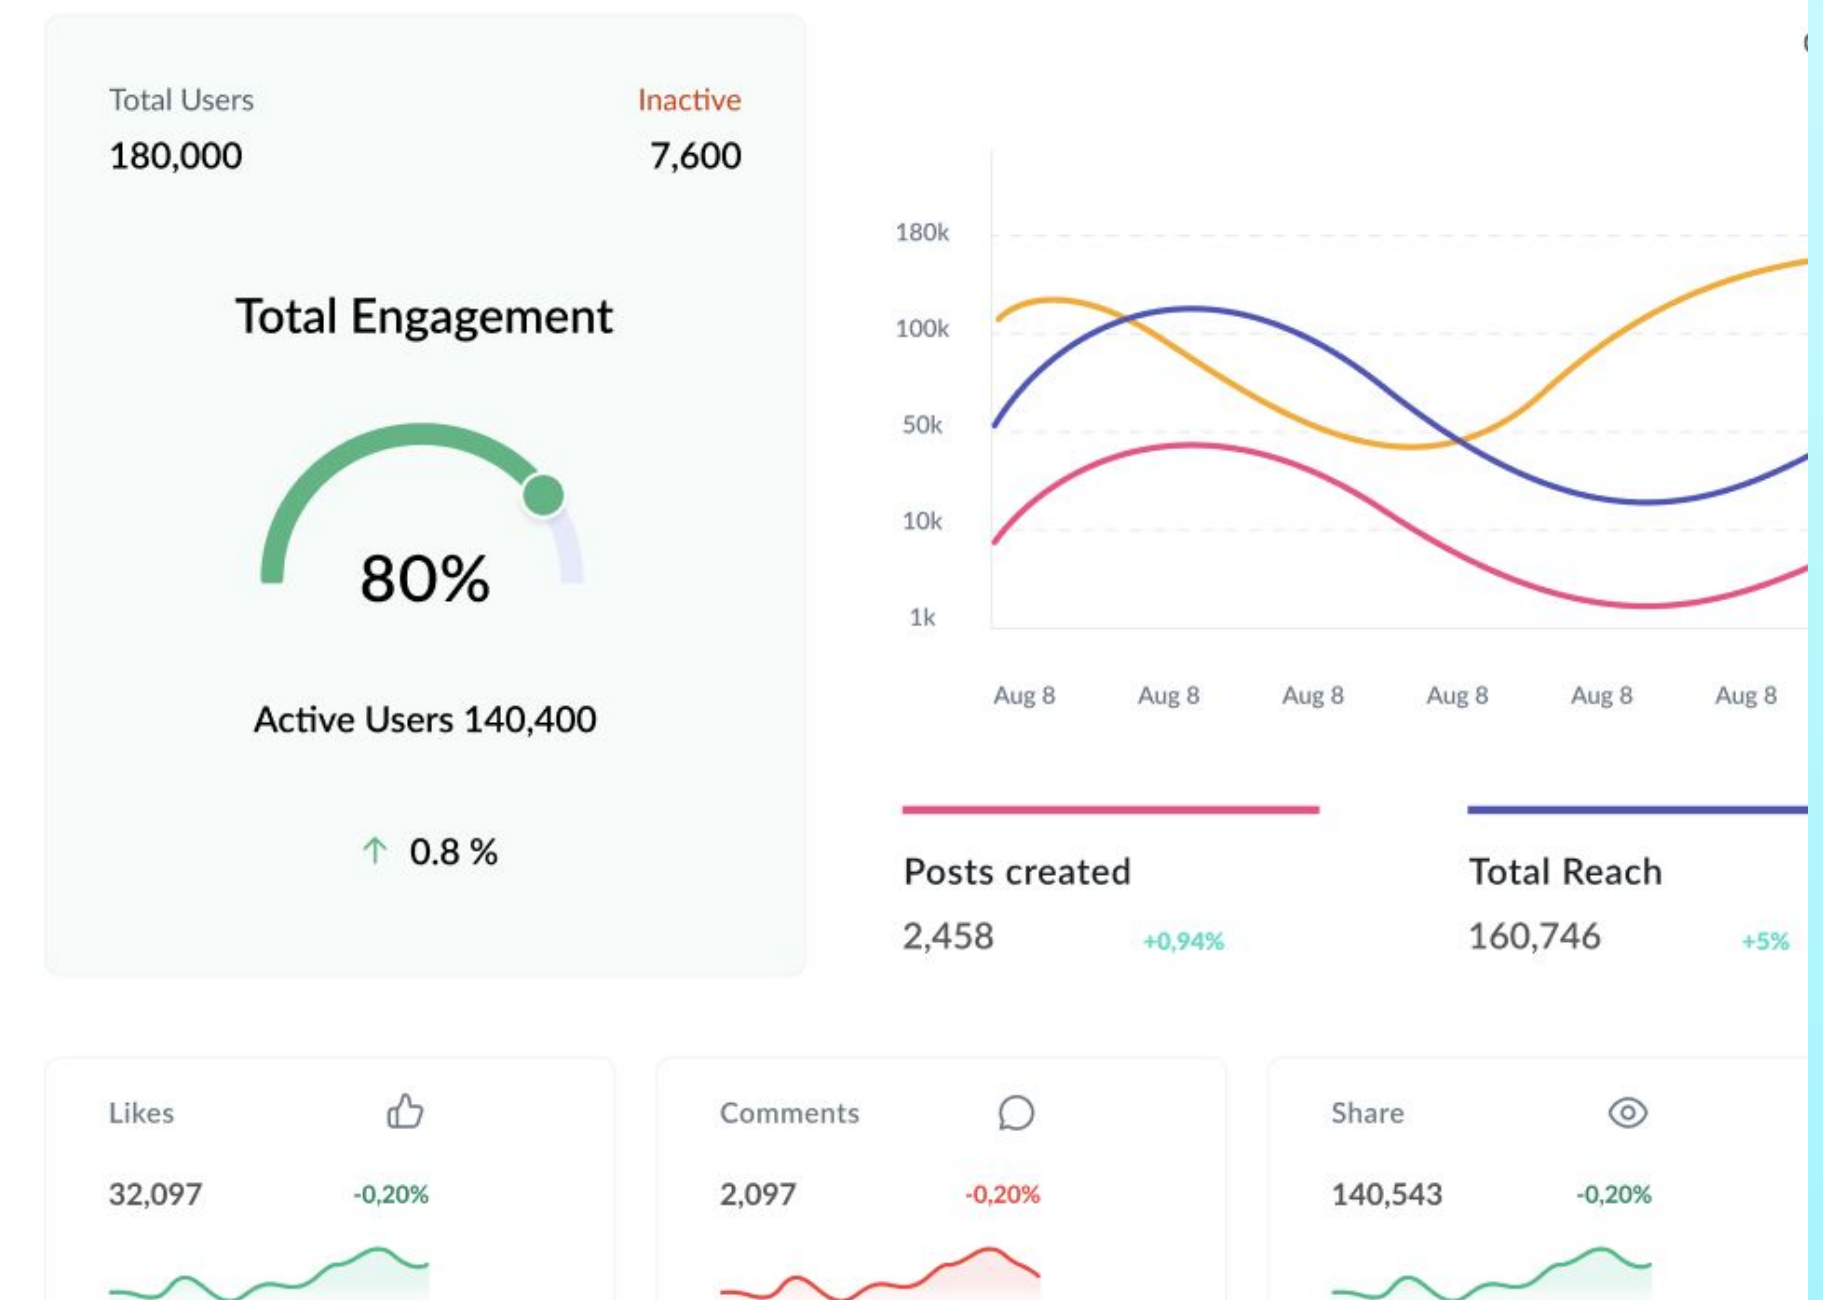 Total Users
Inactive
180,000
7,600
Total Engagement
80%
Active Users 140,400
↑ 0.8 %
180k
100k
50k
10k
1k
Aug 8 Aug 8 Aug 8 Aug 8 Aug 8 Aug 8
Posts created
2,458 +0,94%
Total Reach
160,746 +5%
Likes
32,097 -0,20%
Comments
2,097 -0,20%
Share
140,543 -0,20%